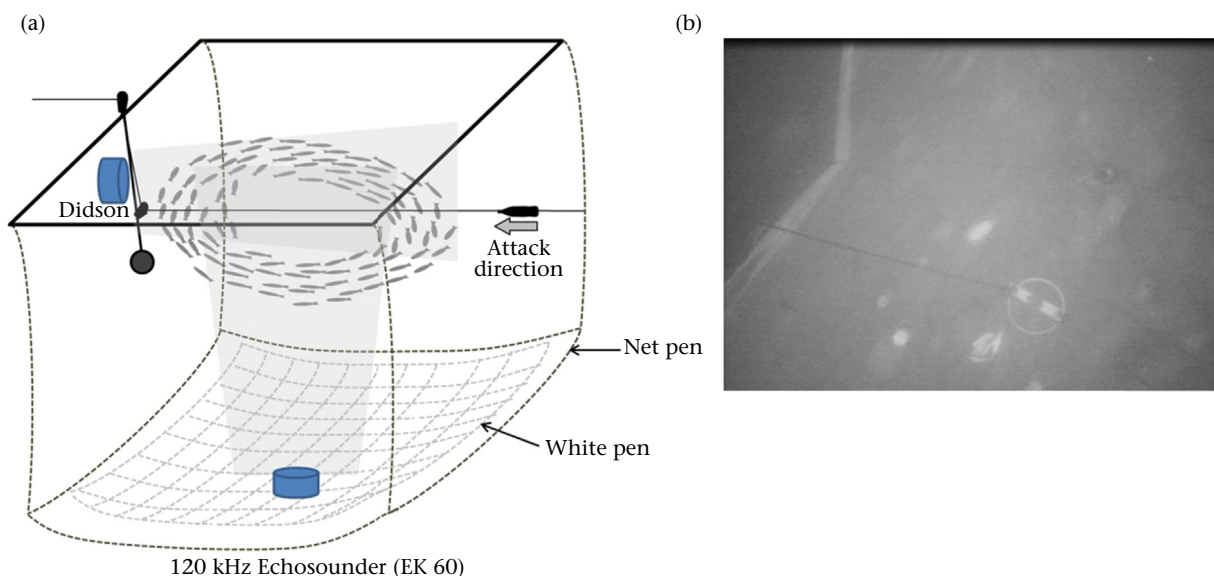 (a)
(b)
Didson
Attack
direction
Net pen
White pen
120 kHz Echosounder (EK 60)